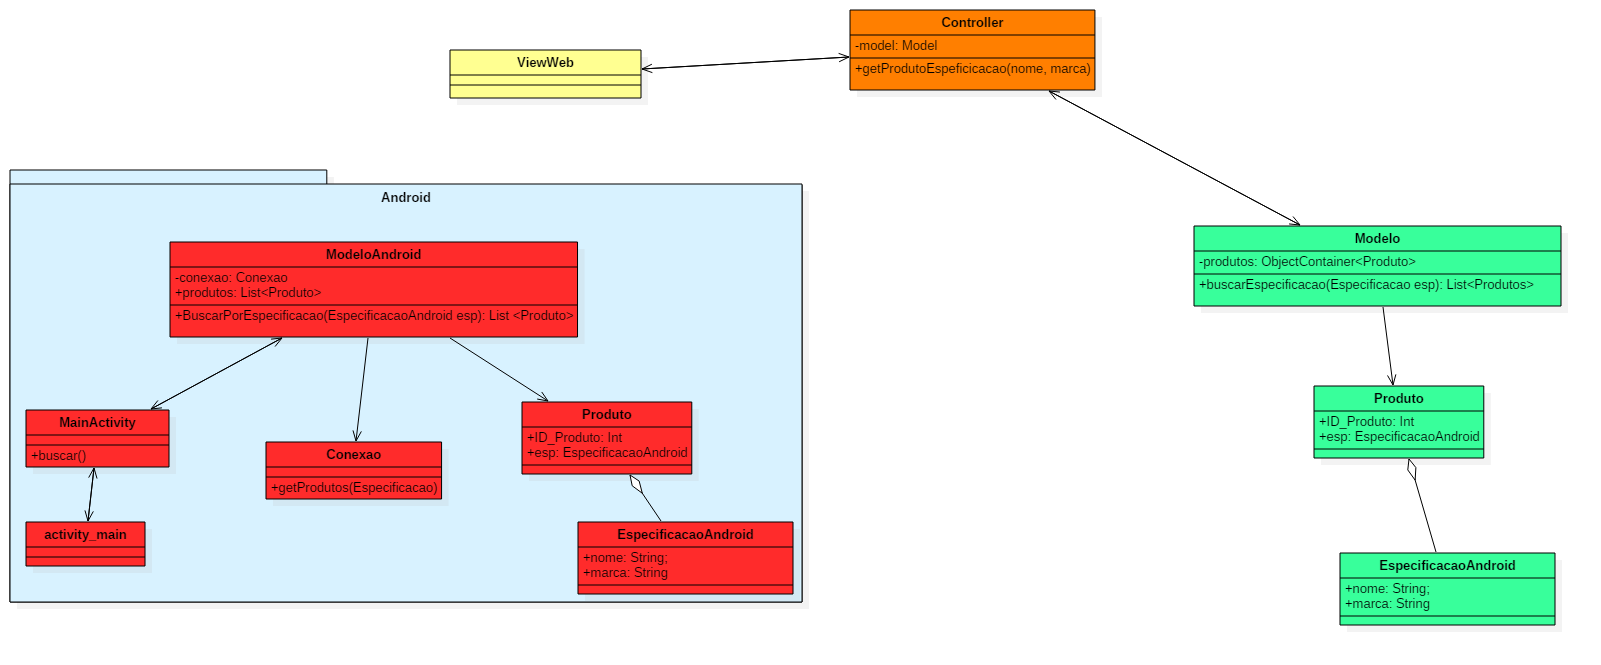 Controller
-model: Model
+getProdutoEspeficicacao(nome, marca)
ViewWeb
Android
ModeloAndroid
-conexao: Conexao
+produtos: List<Produto>
+BuscarPorEspecificacao(EspecificacaoAndroid esp): List <Produto>
MainActivity
+buscar()
Conexao
+getProdutos(Especificacao)
Produto
+ID_Produto: Int
+esp: EspecificacaoAndroid
activity_main
EspecificacaoAndroid
+nome: String;
+marca: String
Modelo
-produtos: ObjectContainer<Produto>
+buscarEspecificacao(Especificacao esp): List<Produtos>
Produto
+ID_Produto: Int
+esp: EspecificacaoAndroid
EspecificacaoAndroid
+nome: String;
+marca: String